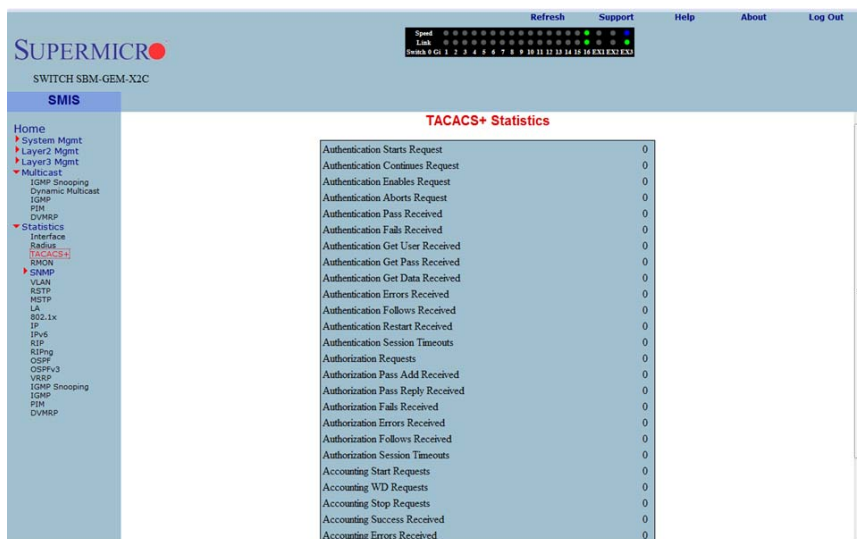 Refresh Support Help About Log Out
SUPERMICRO
SWITCH SBM-GEM-X2C
Speed
Link
Switch 0 Gi 1 2 3 4 5 6 7 8 9 10 11 12 13 14 15 16 EX1 EX2 EX3
SMIS
Home
System Mgmt
Layer2 Mgmt
Layer3 Mgmt
Multicast
IGMP Snooping
Dynamic Multicast
IGMP
PIM
DVMRP
Statistics
Interface
Radius
TACACS+
RMON
SNMP
VLAN
RSTP
MSTP
LA
802.1x
IP
IPv6
RIP
RIPng
OSPF
OSPFv3
VRRP
IGMP Snooping
IGMP
PIM
DVMRP
TACACS+ Statistics
Authentication Starts Request 0
Authentication Continues Request 0
Authentication Enables Request 0
Authentication Aborts Request 0
Authentication Pass Received 0
Authentication Fails Received 0
Authentication Get User Received 0
Authentication Get Pass Received 0
Authentication Get Data Received 0
Authentication Errors Received 0
Authentication Follows Received 0
Authentication Restart Received 0
Authentication Session Timeouts 0
Authorization Requests 0
Authorization Pass Add Received 0
Authorization Pass Reply Received 0
Authorization Fails Received 0
Authorization Errors Received 0
Authorization Follows Received 0
Authorization Session Timeouts 0
Accounting Start Requests 0
Accounting WD Requests 0
Accounting Stop Requests 0
Accounting Success Received 0
Accounting Errors Received 0